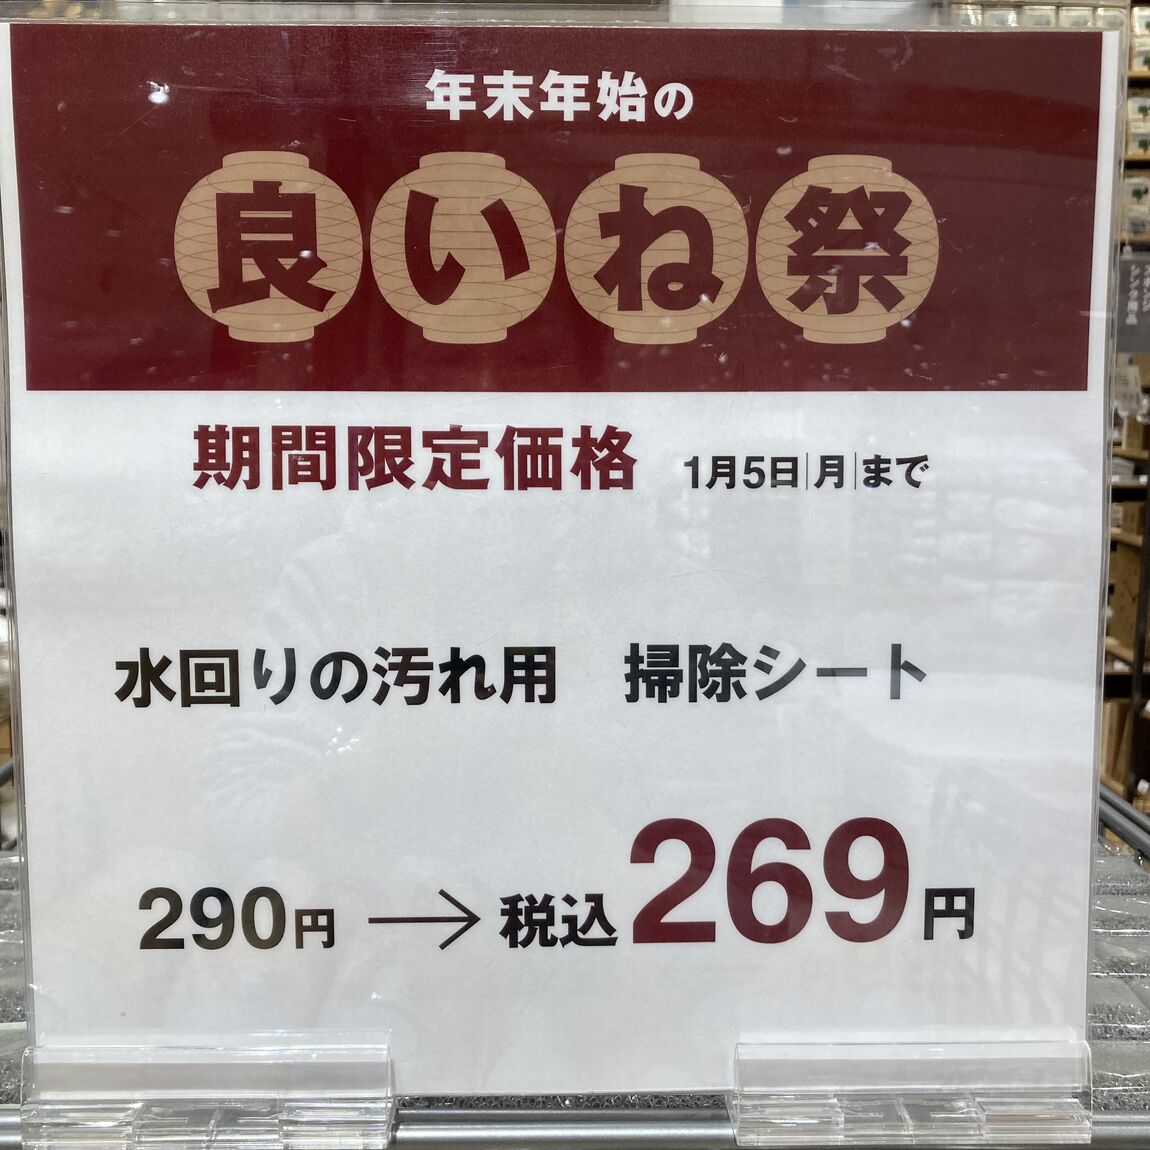 年末年始の
良いね祭
期間限定価格 1月5日|月|まで
水回りの汚れ用 掃除シート
290円 → 税込269円